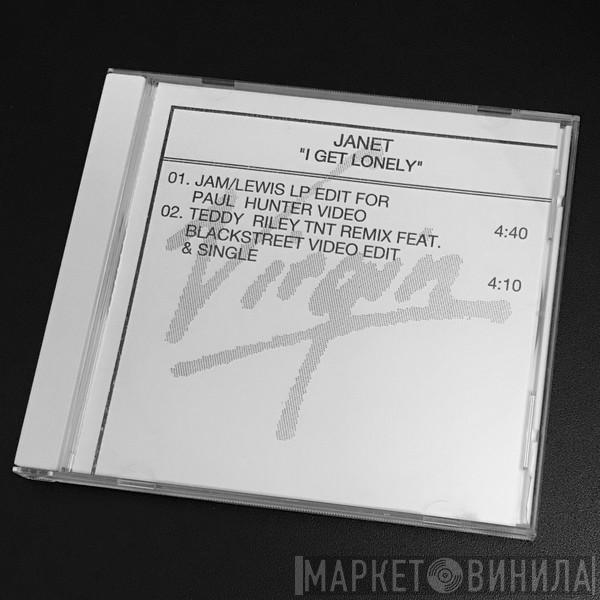 JANET
"I GET LONELY"
01. JAM/LEWIS LP EDIT FOR
PAUL HUNTER VIDEO 4:40
02. TEDDY RILEY TNT REMIX FEAT.
BLACKSTREET VIDEO EDIT
& SINGLE 4:10
Virgin
МАРКЕТ ВИНИЛА